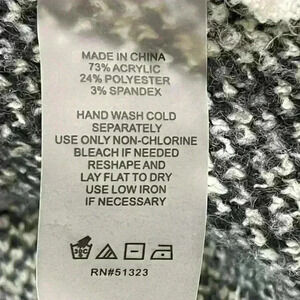 MADE IN CHINA
73% ACRYLIC
24% POLYESTER
3% SPANDEX
HAND WASH COLD
SEPARATELY
USE ONLY NON-CHLORINE
BLEACH IF NEEDED
RESHAPE AND
LAY FLAT TO DRY
USE LOW IRON
IF NECESSARY
RN#51323